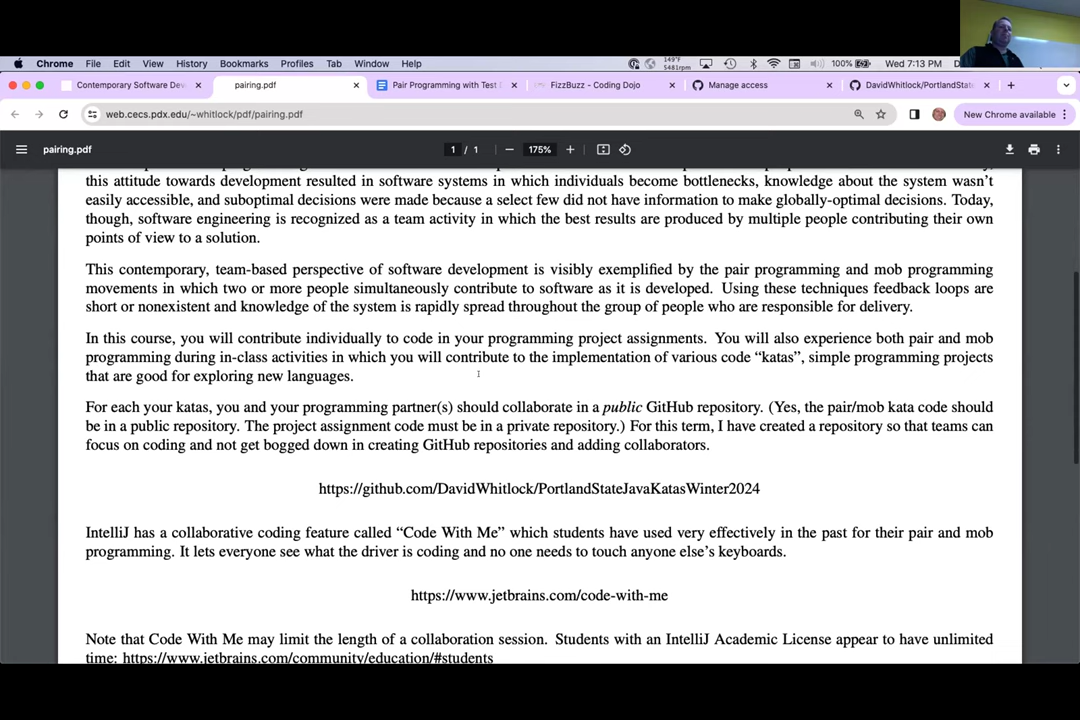 Chrome File Edit View History Bookmarks Profiles Tab Window Help 149°F 5481rpm 100% Wed 7:13 PM
Contemporary Software Dev
pairing.pdf
Pair Programming with Test
FizzBuzz - Coding Dojo
Manage access
DavidWhitlock/PortlandState
web.cecs.pdx.edu/~whitlock/pdf/pairing.pdf
New Chrome available
pairing.pdf 1 / 1 175%
this attitude towards development resulted in software systems in which individuals become bottlenecks, knowledge about the system wasn't
easily accessible, and suboptimal decisions were made because a select few did not have information to make globally-optimal decisions. Today,
though, software engineering is recognized as a team activity in which the best results are produced by multiple people contributing their own
points of view to a solution.
This contemporary, team-based perspective of software development is visibly exemplified by the pair programming and mob programming
movements in which two or more people simultaneously contribute to software as it is developed. Using these techniques feedback loops are
short or nonexistent and knowledge of the system is rapidly spread throughout the group of people who are responsible for delivery.
In this course, you will contribute individually to code in your programming project assignments. You will also experience both pair and mob
programming during in-class activities in which you will contribute to the implementation of various code “katas”, simple programming projects
that are good for exploring new languages.
For each your katas, you and your programming partner(s) should collaborate in a public GitHub repository. (Yes, the pair/mob kata code should
be in a public repository. The project assignment code must be in a private repository.) For this term, I have created a repository so that teams can
focus on coding and not get bogged down in creating GitHub repositories and adding collaborators.
https://github.com/DavidWhitlock/PortlandStateJavaKatasWinter2024
IntelliJ has a collaborative coding feature called “Code With Me” which students have used very effectively in the past for their pair and mob
programming. It lets everyone see what the driver is coding and no one needs to touch anyone else's keyboards.
https://www.jetbrains.com/code-with-me
Note that Code With Me may limit the length of a collaboration session. Students with an IntelliJ Academic License appear to have unlimited
time: https://www.jetbrains.com/community/education/#students